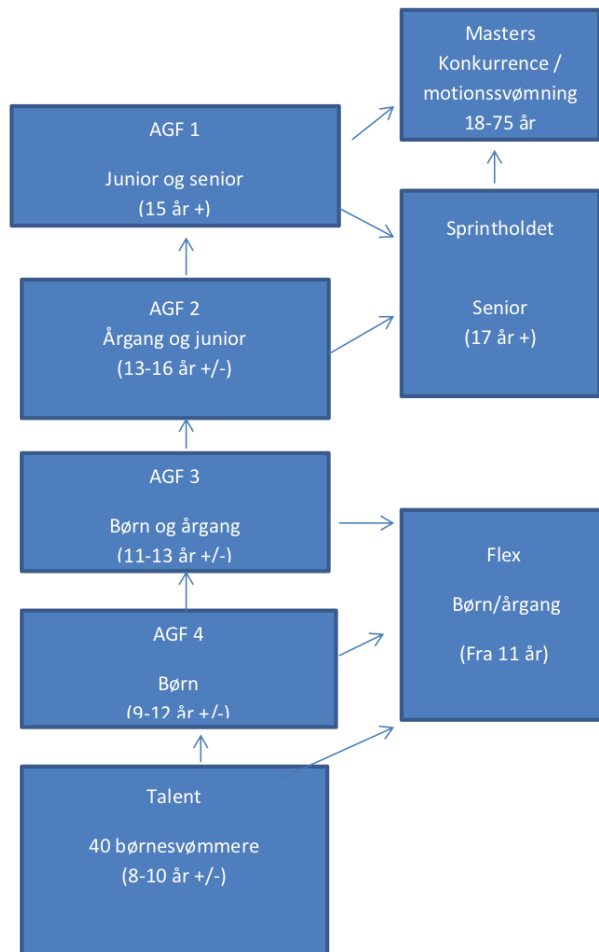 Masters
Konkurrence /
motionssvømning
18-75 år
AGF 1
Junior og senior
(15 år +)
Sprintholdet
Senior
(17 år +)
AGF 2
Årgang og junior
(13-16 år +/-)
AGF 3
Børn og årgang
(11-13 år +/-)
Flex
Børn/årgang
(Fra 11 år)
AGF 4
Børn
(9-12 år +/-)
Talent
40 børnesvømmere
(8-10 år +/-)